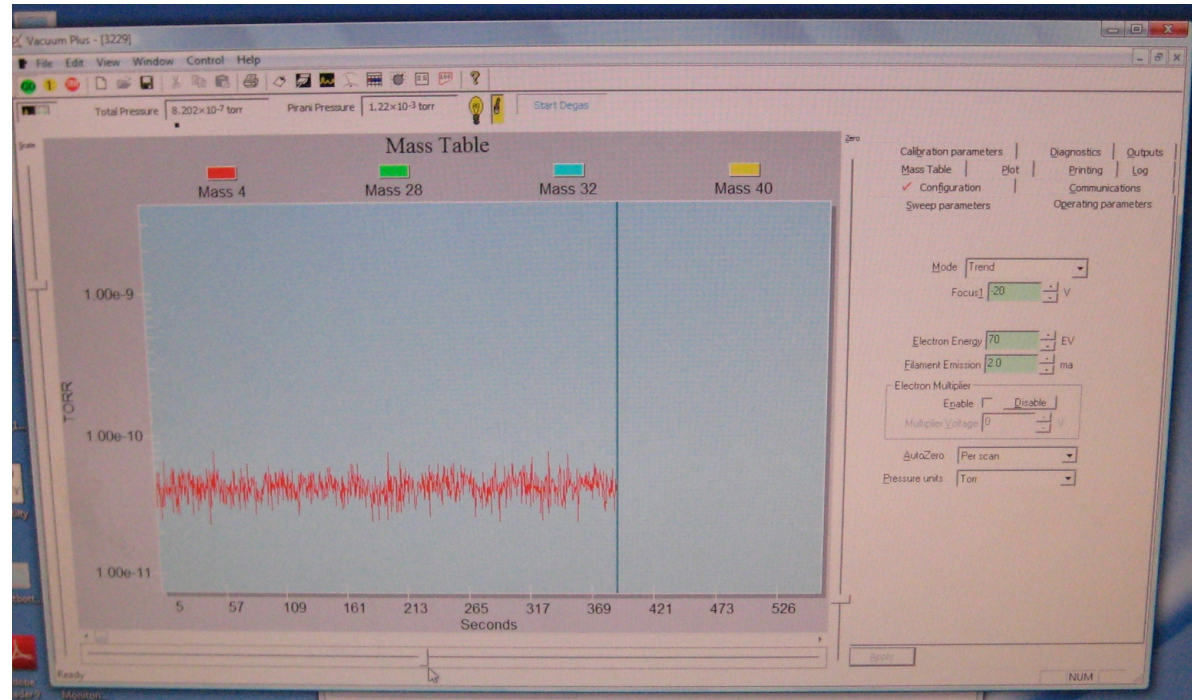 Vacuum Plus - [3229]
File Edit View Window Control Help
GO 1 STOP
Total Pressure 8.202×10-7 torr Pirani Pressure 1.22×10-3 torr Start Degas
Scale
Zero
Mass Table
Mass 4 Mass 28 Mass 32 Mass 40
1.00e-9
TORR
1.00e-10
1.00e-11
5 57 109 161 213 265 317 369 421 473 526
Seconds
Calibration parameters Diagnostics Outputs
Mass Table Plot Printing Log
Configuration Communications
Sweep parameters Operating parameters
Mode Trend
Focus1 -20 V
Electron Energy 70 EV
Filament Emission 2.0 ma
Electron Multiplier
Enable Disable
Multiplier Voltage 0 V
AutoZero Per scan
Pressure units Torr
Apply
Ready
NUM